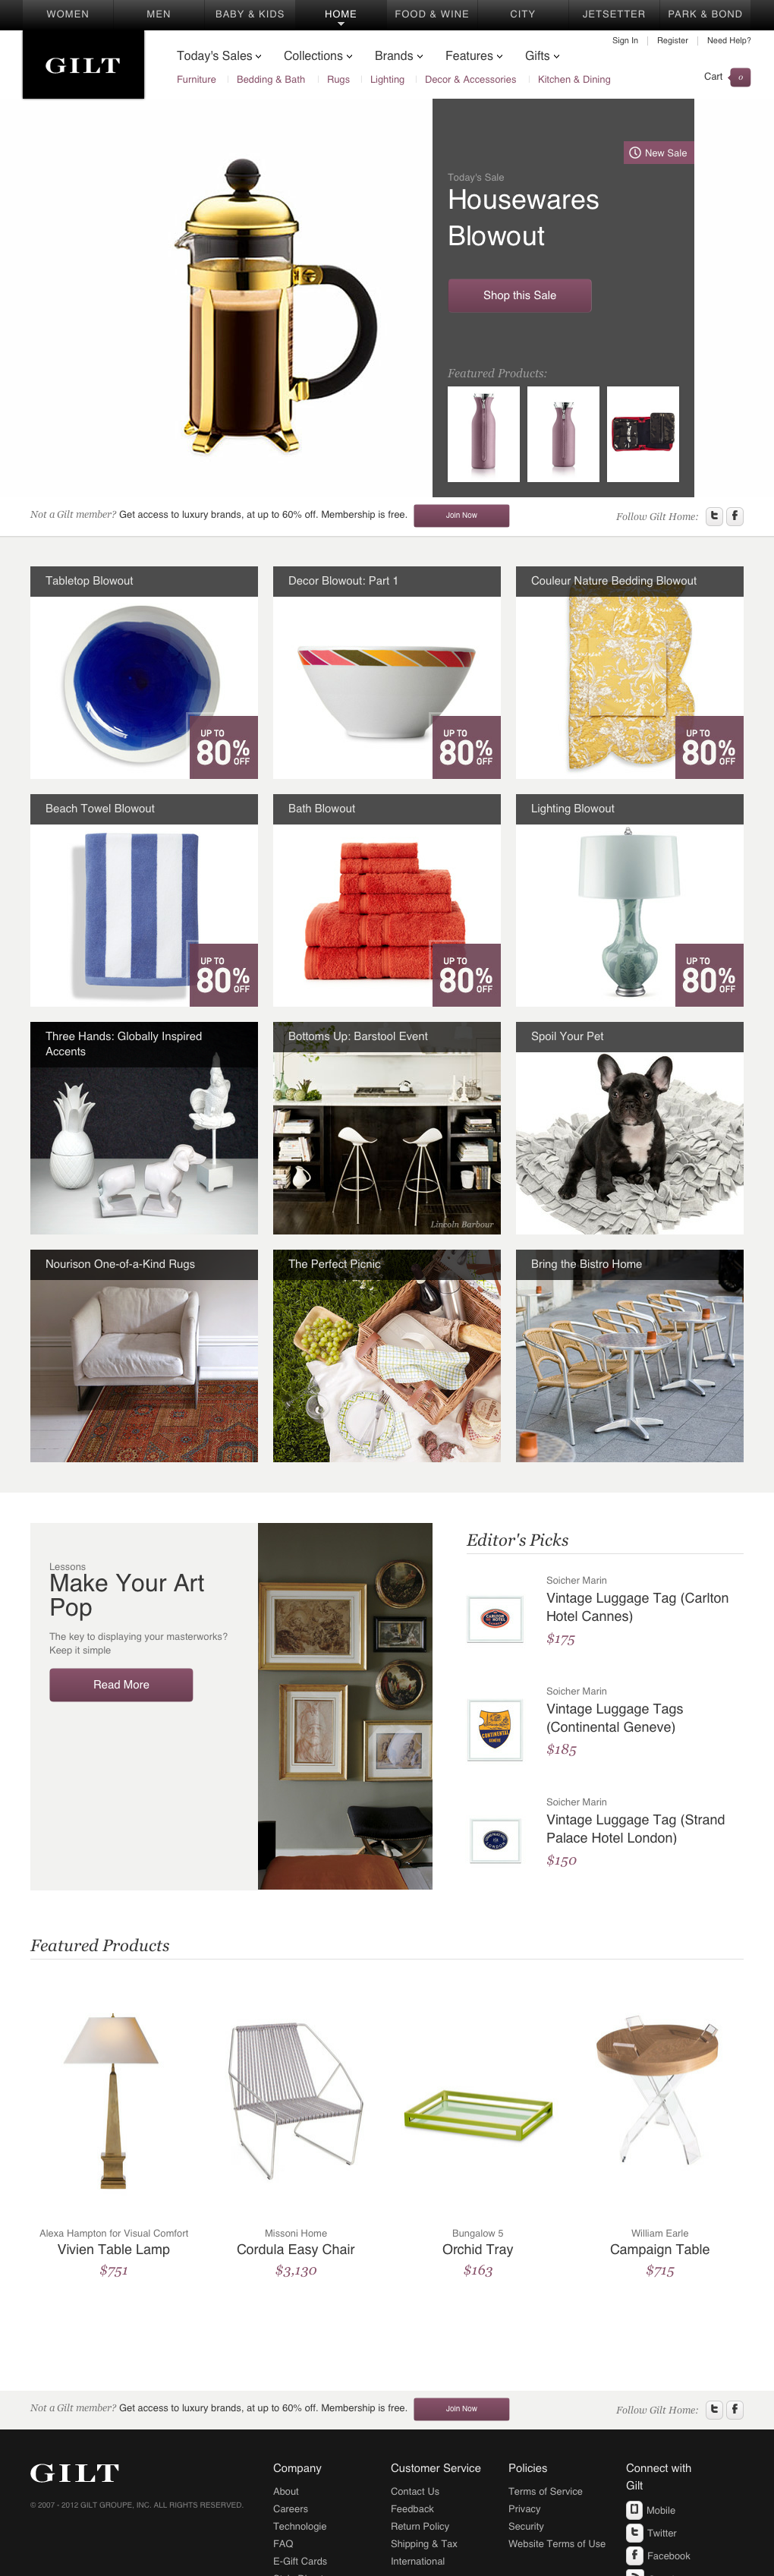 WOMEN MEN BABY & KIDS HOME FOOD & WINE CITY JETSETTER PARK & BOND
Sign In Register Need Help?
GILT
Today's Sales Collections Brands Features Gifts
Furniture Bedding & Bath Rugs Lighting Decor & Accessories Kitchen & Dining
Cart 0
New Sale
Today's Sale
Housewares
Blowout
Shop this Sale
Featured Products:
Not a Gilt member? Get access to luxury brands, at up to 60% off. Membership is free. Join Now Follow Gilt Home:
Tabletop Blowout
UP TO
80%
OFF
Decor Blowout: Part 1
UP TO
80%
OFF
Couleur Nature Bedding Blowout
UP TO
80%
OFF
Beach Towel Blowout
UP TO
80%
OFF
Bath Blowout
UP TO
80%
OFF
Lighting Blowout
UP TO
80%
OFF
Three Hands: Globally Inspired
Accents
Bottoms Up: Barstool Event
Lincoln Barbour
Spoil Your Pet
Nourison One-of-a-Kind Rugs
The Perfect Picnic
Bring the Bistro Home
Lessons
Make Your Art
Pop
The key to displaying your masterworks?
Keep it simple
Read More
Editor's Picks
Soicher Marin
Vintage Luggage Tag (Carlton
Hotel Cannes)
$175
Soicher Marin
Vintage Luggage Tags
(Continental Geneve)
$185
Soicher Marin
Vintage Luggage Tag (Strand
Palace Hotel London)
$150
Featured Products
Alexa Hampton for Visual Comfort
Vivien Table Lamp
$751
Missoni Home
Cordula Easy Chair
$3,130
Bungalow 5
Orchid Tray
$163
William Earle
Campaign Table
$715
Not a Gilt member? Get access to luxury brands, at up to 60% off. Membership is free. Join Now Follow Gilt Home:
GILT
© 2007 - 2012 GILT GROUPE, INC. ALL RIGHTS RESERVED.
Company
About
Careers
Technologie
FAQ
E-Gift Cards
Customer Service
Contact Us
Feedback
Return Policy
Shipping & Tax
International
Policies
Terms of Service
Privacy
Security
Website Terms of Use
Connect with
Gilt
Mobile
Twitter
Facebook